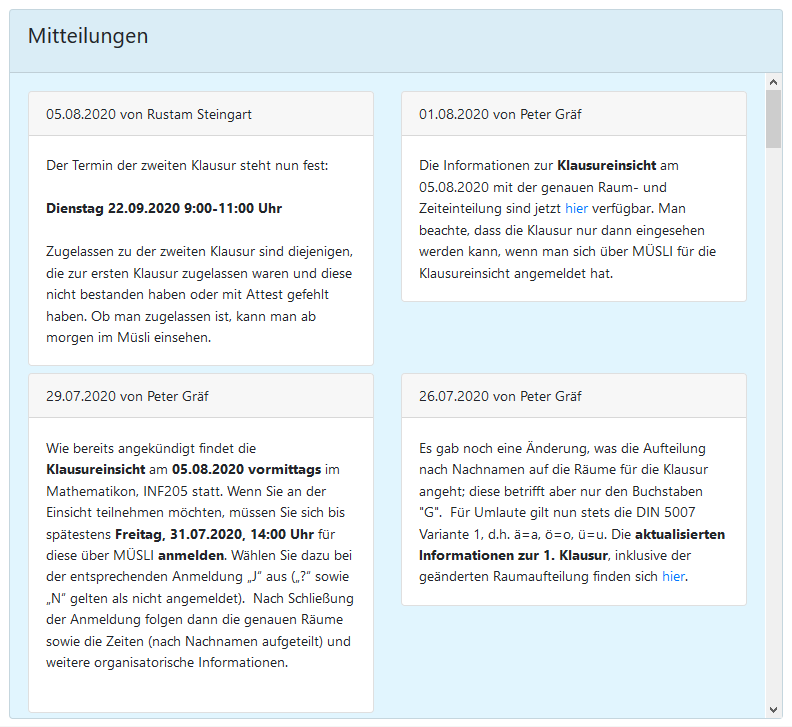 Mitteilungen
05.08.2020 von Rustam Steingart
Der Termin der zweiten Klausur steht nun fest:
Dienstag 22.09.2020 9:00-11:00 Uhr
Zugelassen zu der zweiten Klausur sind diejenigen,
die zur ersten Klausur zugelassen waren und diese
nicht bestanden haben oder mit Attest gefehlt
haben. Ob man zugelassen ist, kann man ab
morgen im Müsli einsehen.
01.08.2020 von Peter Gräf
Die Informationen zur Klausureinsicht am
05.08.2020 mit der genauen Raum- und
Zeiteinteilung sind jetzt hier verfügbar. Man
beachte, dass die Klausur nur dann eingesehen
werden kann, wenn man sich über MÜSLI für die
Klausureinsicht angemeldet hat.
29.07.2020 von Peter Gräf
Wie bereits angekündigt findet die
Klausureinsicht am 05.08.2020 vormittags im
Mathematikon, INF205 statt. Wenn Sie an der
Einsicht teilnehmen möchten, müssen Sie sich bis
spätestens Freitag, 31.07.2020, 14:00 Uhr für
diese über MÜSLI anmelden. Wählen Sie dazu bei
der entsprechenden Anmeldung „J“ aus („?“ sowie
„N“ gelten als nicht angemeldet).  Nach Schließung
der Anmeldung folgen dann die genauen Räume
sowie die Zeiten (nach Nachnamen aufgeteilt) und
weitere organisatorische Informationen.
26.07.2020 von Peter Gräf
Es gab noch eine Änderung, was die Aufteilung
nach Nachnamen auf die Räume für die Klausur
angeht; diese betrifft aber nur den Buchstaben
"G".  Für Umlaute gilt nun stets die DIN 5007
Variante 1, d.h. ä=a, ö=o, ü=u. Die aktualisierten
Informationen zur 1. Klausur, inklusive der
geänderten Raumaufteilung finden sich hier.